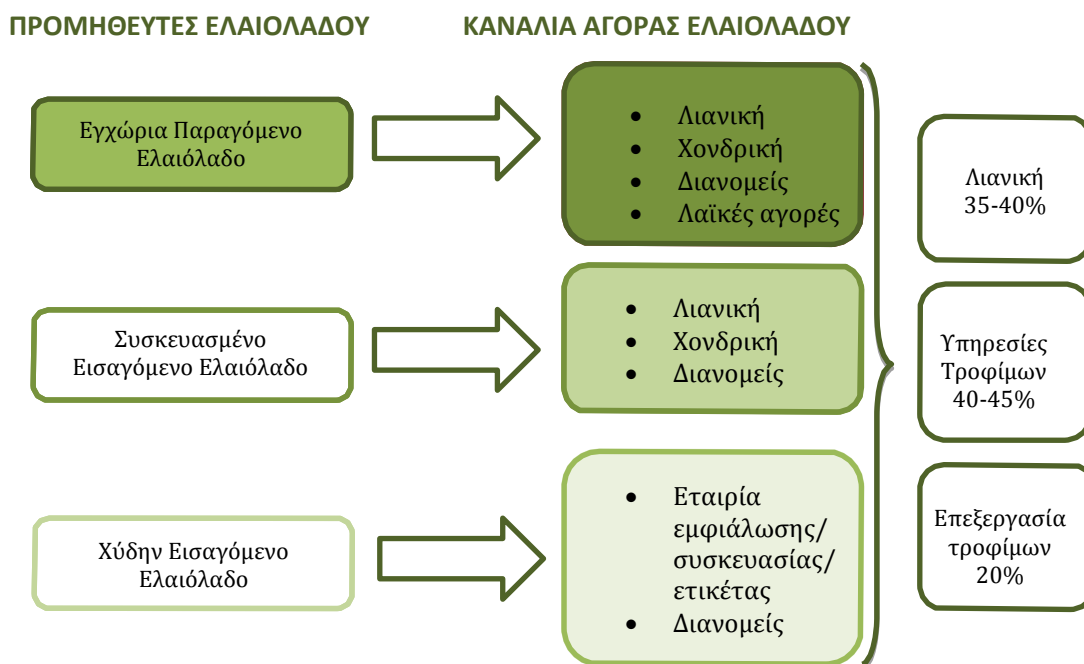 ΠΡΟΜΗΘΕΥΤΕΣ ΕΛΑΙΟΛΑΔΟΥ
ΚΑΝΑΛΙΑ ΑΓΟΡΑΣ ΕΛΑΙΟΛΑΔΟΥ
Εγχώρια Παραγόμενο
Ελαιόλαδο
• Λιανική
• Χονδρική
• Διανομείς
• Λαϊκές αγορές
Λιανική
35-40%
Συσκευασμένο
Εισαγόμενο Ελαιόλαδο
• Λιανική
• Χονδρική
• Διανομείς
Υπηρεσίες
Τροφίμων
40-45%
Χύδην Εισαγόμενο
Ελαιόλαδο
• Εταιρία
εμφιάλωσης/
συσκευασίας/
ετικέτας
• Διανομείς
Επεξεργασία
τροφίμων
20%